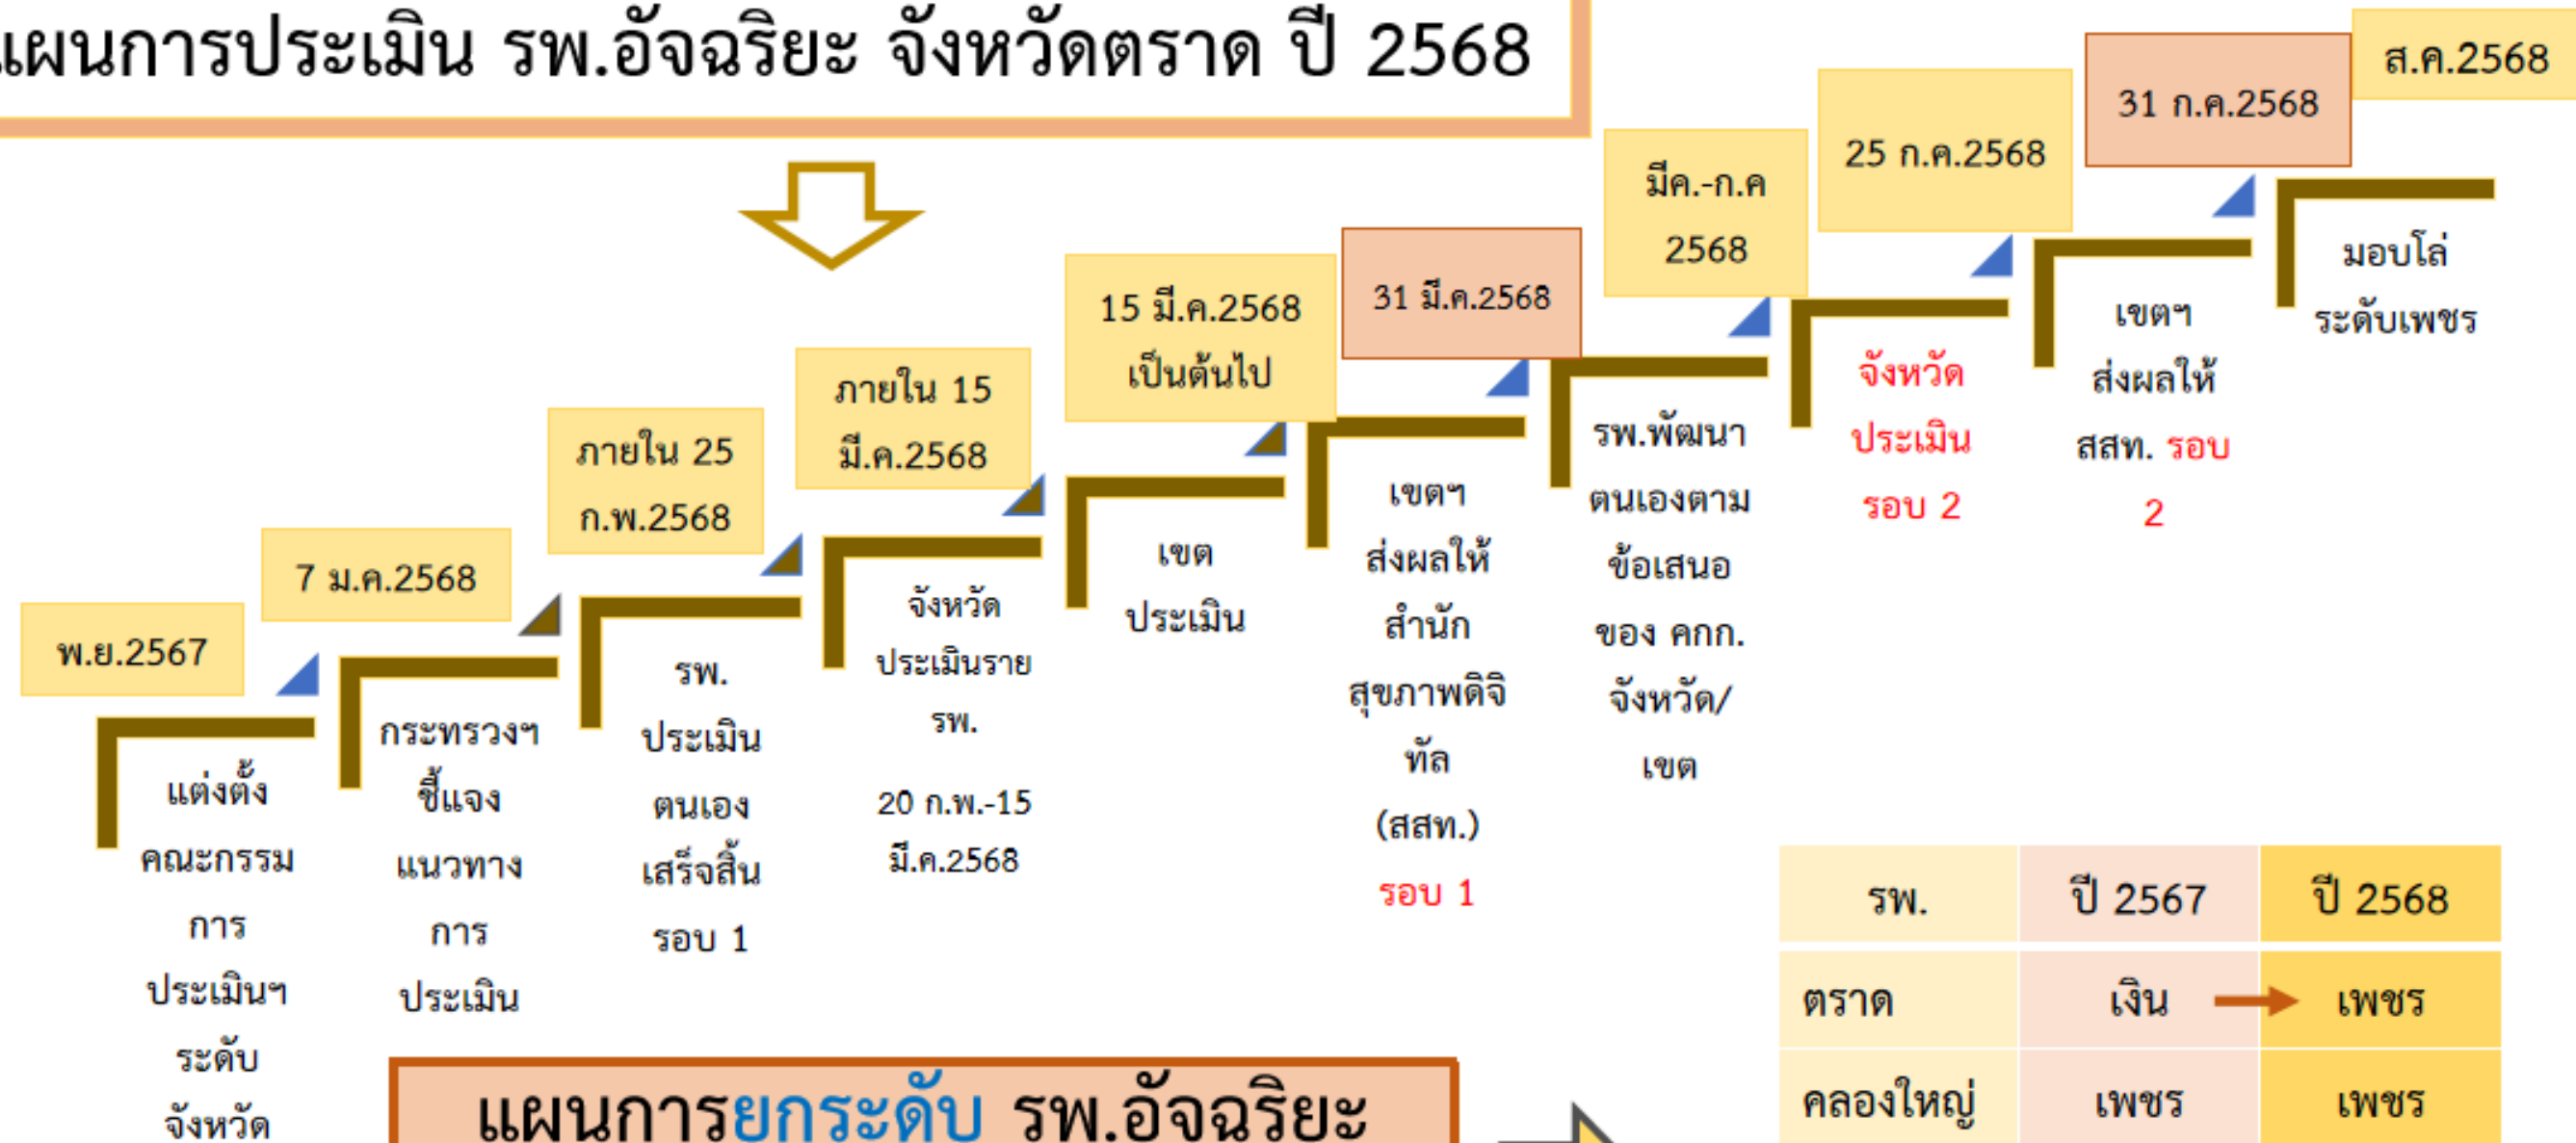 แผนการประเมิน รพ.อัจฉริยะ จังหวัดตราด ปี 2568
พ.ย.2567
แต่งตั้ง
คณะกรรม
การ
ประเมินฯ
ระดับ
จังหวัด
7 ม.ค.2568
กระทรวงฯ
ชี้แจง
แนวทาง
การ
ประเมิน
ภายใน 25
ก.พ.2568
รพ.
ประเมิน
ตนเอง
เสร็จสิ้น
รอบ 1
ภายใน 15
มี.ค.2568
จังหวัด
ประเมินราย
รพ.
20 ก.พ.-15
มี.ค.2568
15 มี.ค.2568
เป็นต้นไป
เขต
ประเมิน
31 มี.ค.2568
เขตฯ
ส่งผลให้
สำนัก
สุขภาพดิจิ
ทัล
(สสท.)
รอบ 1
มีค.-ก.ค
2568
รพ.พัฒนา
ตนเองตาม
ข้อเสนอ
ของ คกก.
จังหวัด/
เขต
25 ก.ค.2568
จังหวัด
ประเมิน
รอบ 2
31 ก.ค.2568
เขตฯ
ส่งผลให้
สสท. รอบ
2
ส.ค.2568
มอบโล่
ระดับเพชร
แผนการยกระดับ รพ.อัจฉริยะ
รพ. ปี 2567 ปี 2568
ตราด เงิน เพชร
คลองใหญ่ เพชร เพชร